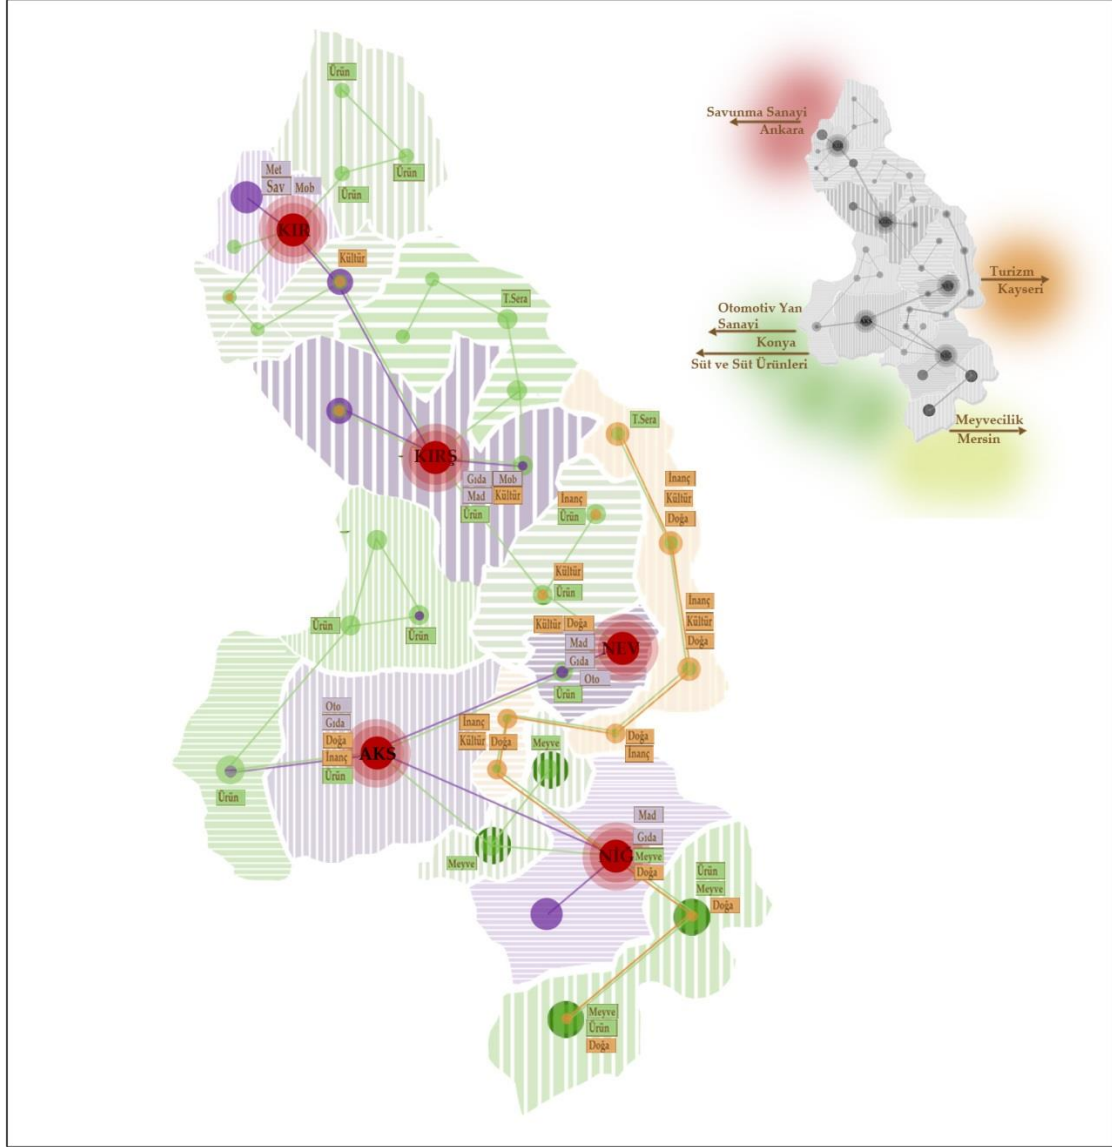 Ürün
Ürün
Ürün
Met
Sav
Mob
KIR
Kültür
T.Sera
KIRŞ
Gıda
Mob
Mad
Kültür
Ürün
T.Sera
İnanç
Kültür
Doğa
İnanç
Ürün
Kültür
Ürün
İnanç
Kültür
Doğa
Kültür
Doğa
Mad
Gıda
Oto
Ürün
NEV
Ürün
Ürün
Oto
Gıda
Doğa
İnanç
Ürün
AKS
Ürün
İnanç
Kültür
Doğa
Doğa
İnanç
Meyve
Meyve
Mad
Gıda
Meyve
Doğa
NİĞ
Ürün
Meyve
Doğa
Meyve
Ürün
Doğa
Savunma Sanayi
Ankara
Turizm
Kayseri
Otomotiv Yan
Sanayi
Konya
Süt ve Süt Ürünleri
Meyvecilik
Mersin